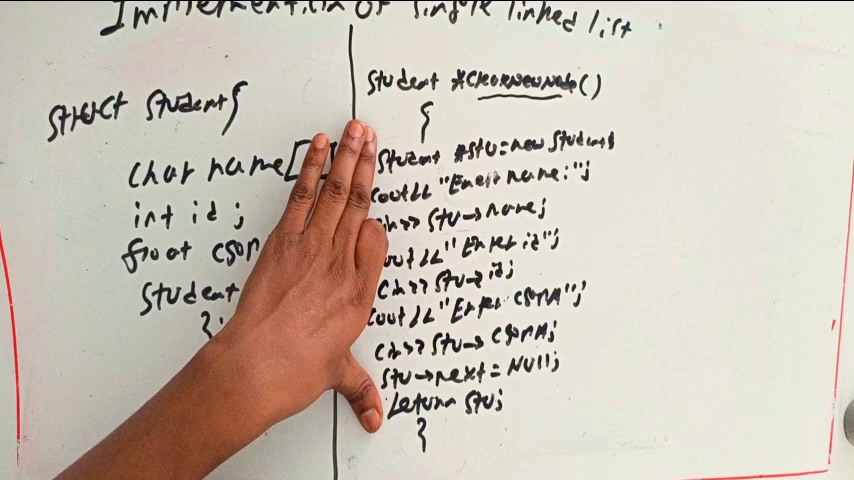 Implementation of single linked list
struct student{
char name[
int id;
float CGPA
student
};
student *CreateNewNode()
{
student *stu=new student;
cout<<"Enter name:";
cin>> stu->name;
cout<<"Enter id";
cin>> stu->id;
cout<<"Enter CGPA";
cin>> stu->CGPA;
stu->next=NULL;
return stu;
}